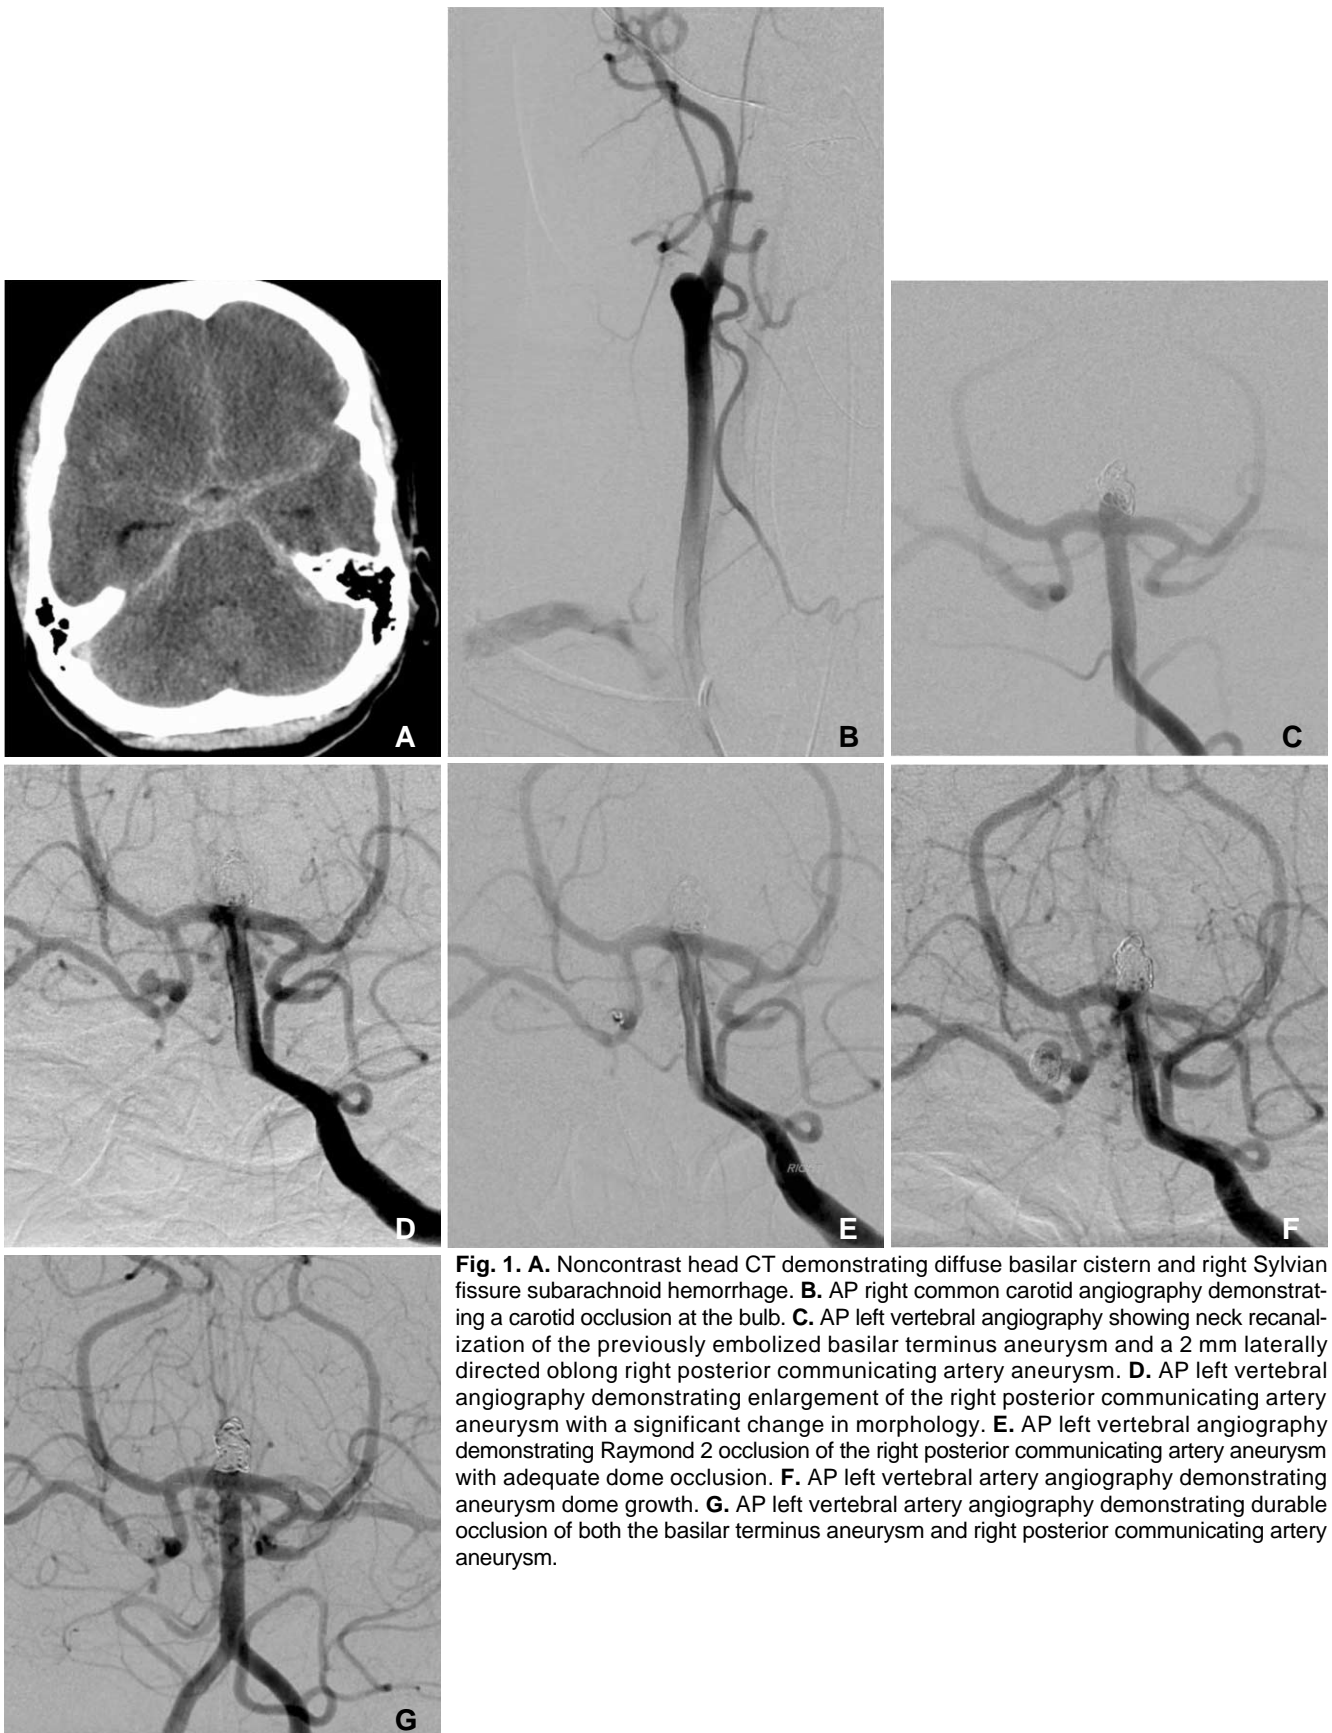 A
B
C
D
E
F
G
Fig. 1. A. Noncontrast head CT demonstrating diffuse basilar cistern and right Sylvian
fissure subarachnoid hemorrhage. B. AP right common carotid angiography demonstrat-
ing a carotid occlusion at the bulb. C. AP left vertebral angiography showing neck recanal-
ization of the previously embolized basilar terminus aneurysm and a 2 mm laterally
directed oblong right posterior communicating artery aneurysm. D. AP left vertebral
angiography demonstrating enlargement of the right posterior communicating artery
aneurysm with a significant change in morphology. E. AP left vertebral angiography
demonstrating Raymond 2 occlusion of the right posterior communicating artery aneurysm
with adequate dome occlusion. F. AP left vertebral artery angiography demonstrating
aneurysm dome growth. G. AP left vertebral artery angiography demonstrating durable
occlusion of both the basilar terminus aneurysm and right posterior communicating artery
aneurysm.